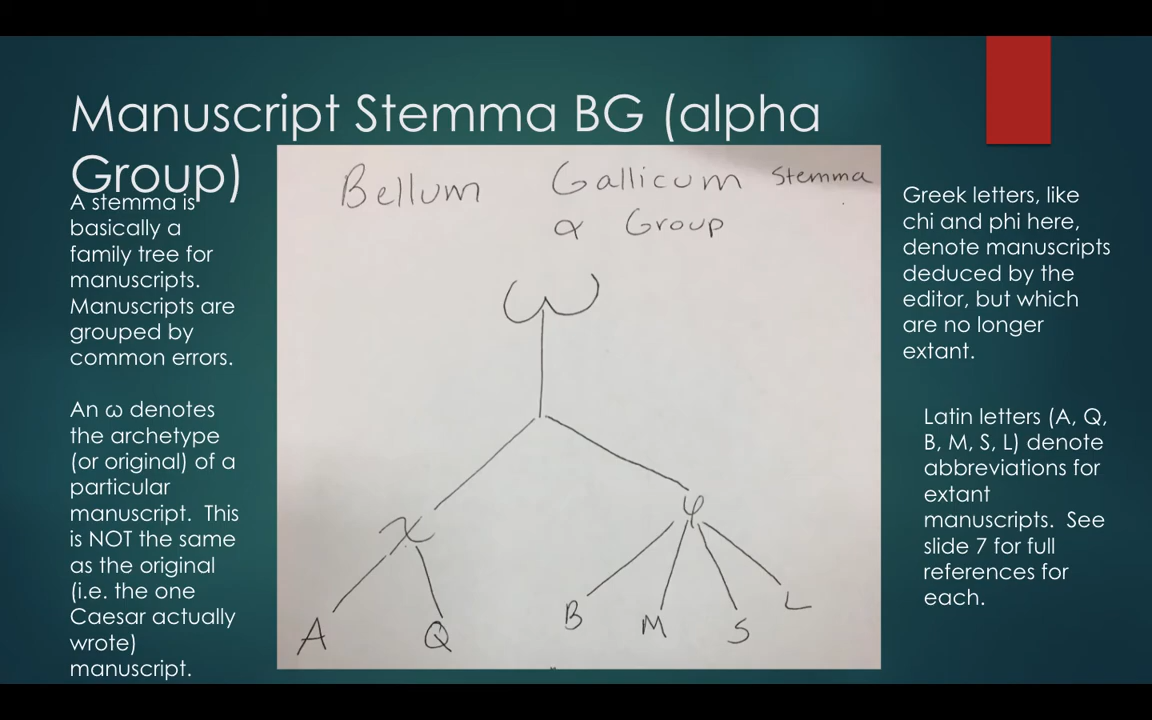 Manuscript Stemma BG (alpha
Group)
A stemma is
basically a
family tree for
manuscripts.
Manuscripts are
grouped by
common errors.
An ω denotes
the archetype
(or original) of a
particular
manuscript. This
is NOT the same
as the original
(i.e. the one
Caesar actually
wrote)
manuscript.
Bellum Gallicum Stemma
α Group
ω
χ φ
A Q B M S L
Greek letters, like
chi and phi here,
denote manuscripts
deduced by the
editor, but which
are no longer
extant.
Latin letters (A, Q,
B, M, S, L) denote
abbreviations for
extant
manuscripts. See
slide 7 for full
references for
each.